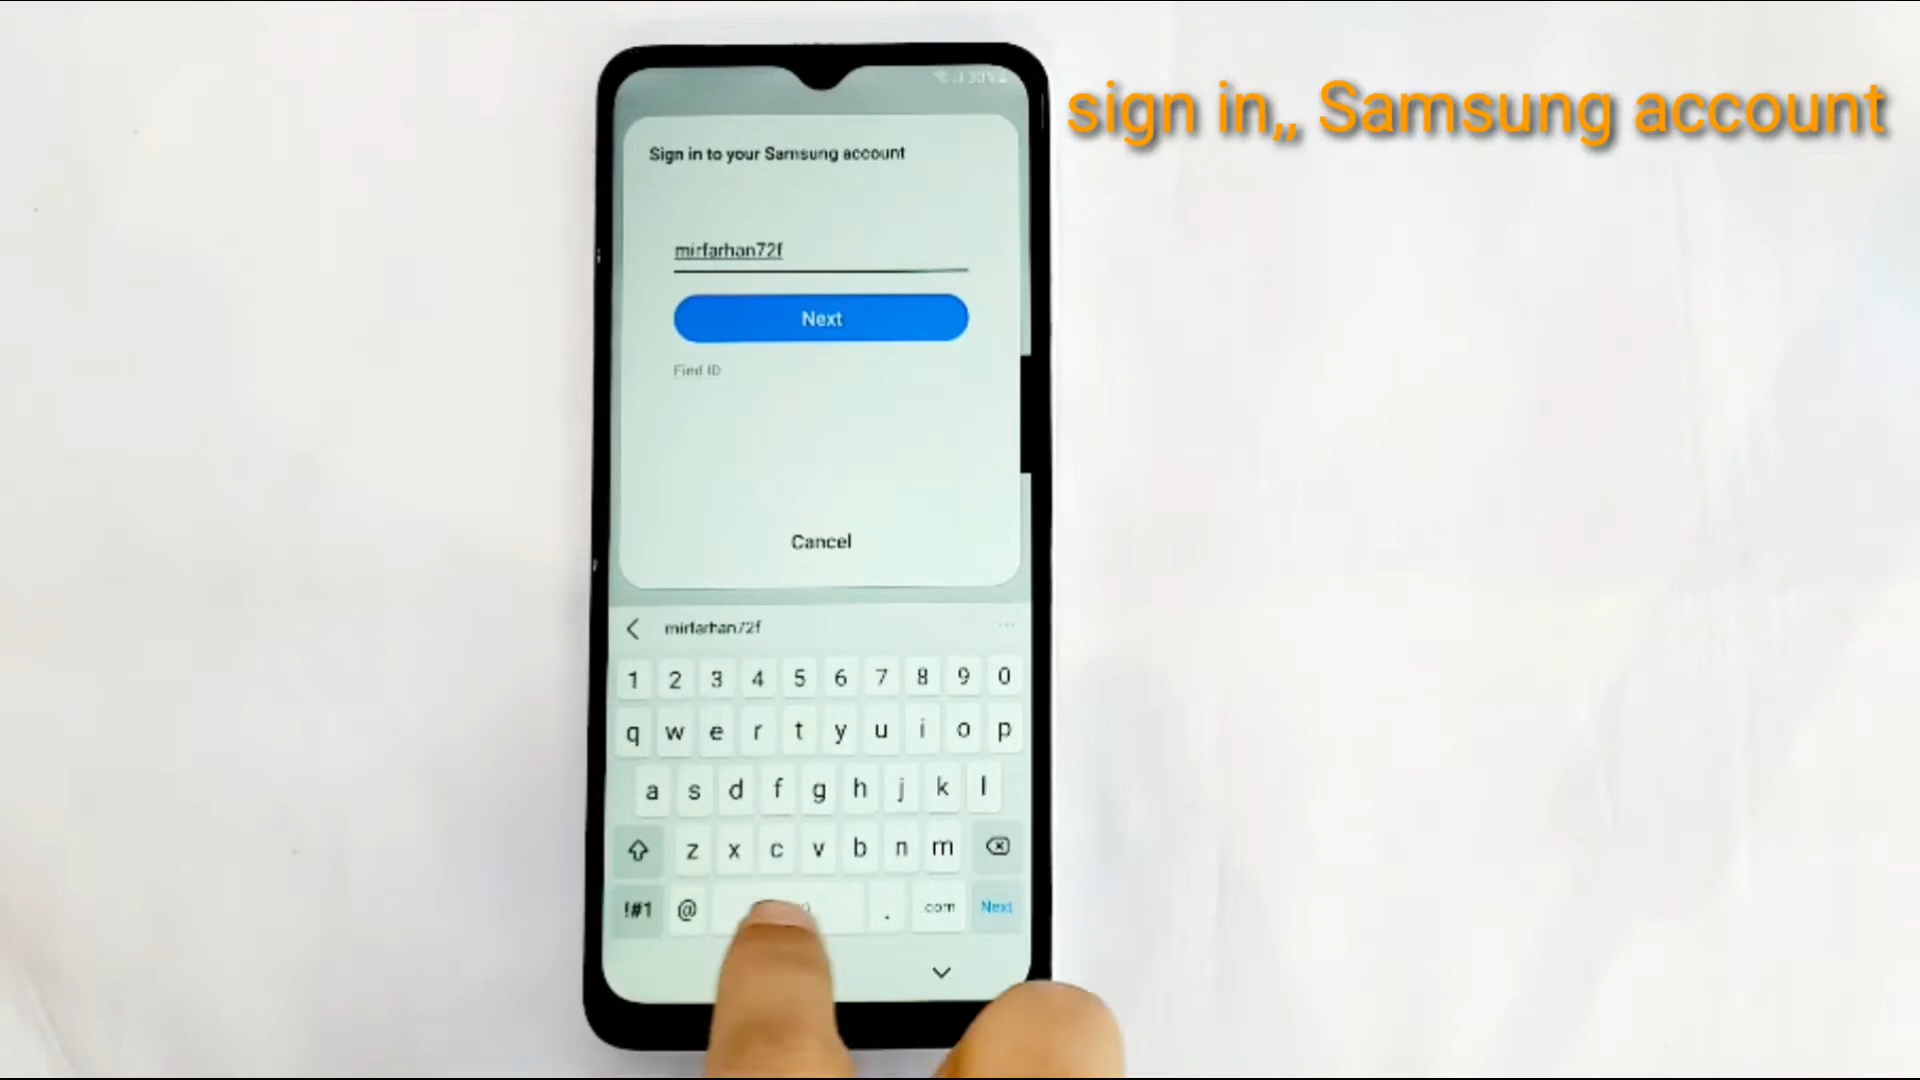 30%
sign in,, Samsung account
Sign in to your Samsung account
mirfarhan72f
Next
Find ID
Cancel
mirfarhan72f
1 2 3 4 5 6 7 8 9 0
q w e r t y u i o p
a s d f g h j k l
z x c v b n m
!#1 @ . .com Next